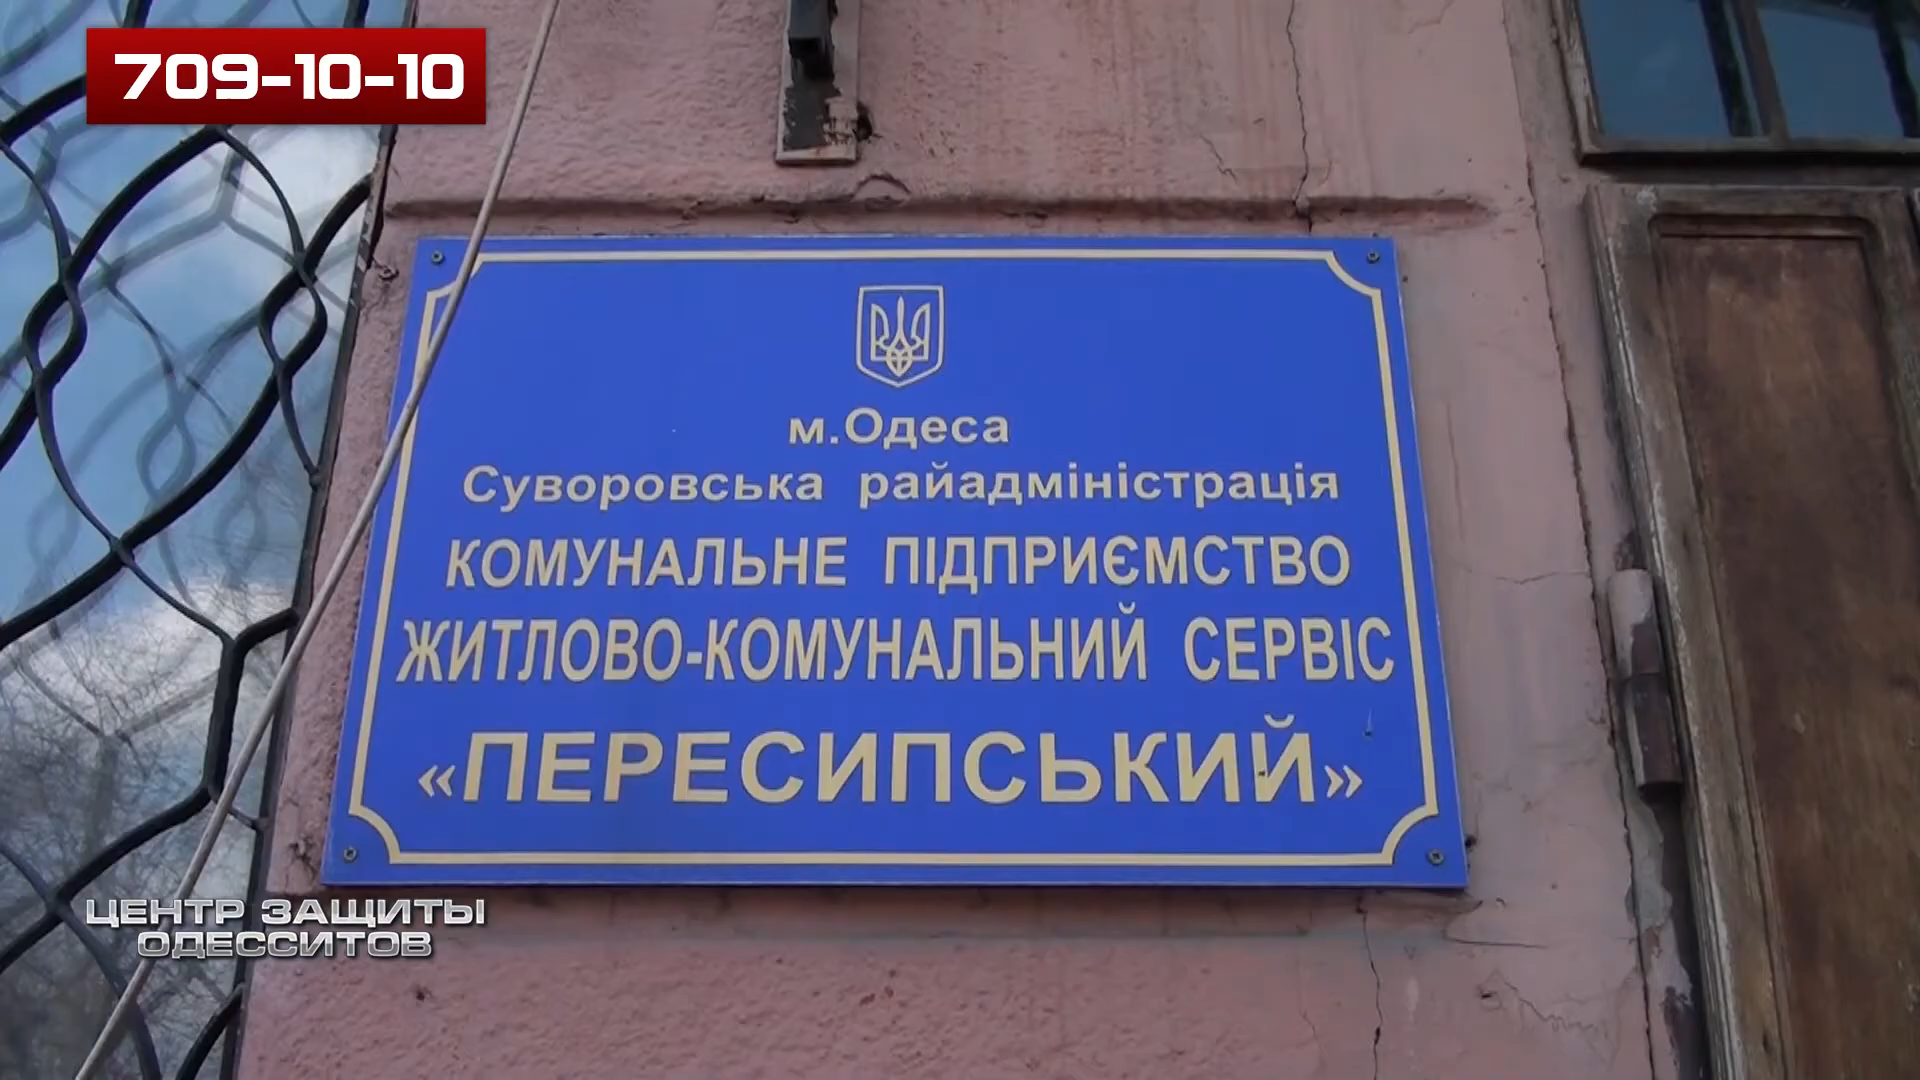 709-10-10
м.Одеса
Суворовська райадміністрація
КОМУНАЛЬНЕ ПІДПРИЄМСТВО
ЖИТЛОВО-КОМУНАЛЬНИЙ СЕРВІС
«ПЕРЕСИПСЬКИЙ»
ЦЕНТР ЗАЩИТЫ
ОДЕССИТОВ